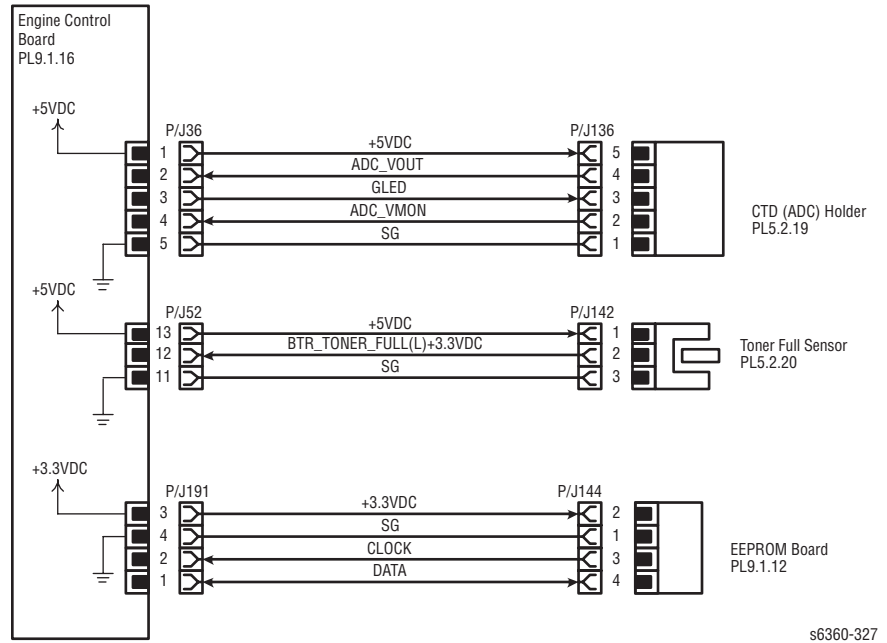 Engine Control
Board
PL9.1.16
+5VDC
P/J36
P/J136
1
+5VDC
5
2
ADC_VOUT
4
3
GLED
3
4
ADC_VMON
2
5
SG
1
CTD (ADC) Holder
PL5.2.19
+5VDC
P/J52
P/J142
13
+5VDC
1
12
BTR_TONER_FULL(L)+3.3VDC
2
11
SG
3
Toner Full Sensor
PL5.2.20
+3.3VDC
P/J191
P/J144
3
+3.3VDC
2
4
SG
1
2
CLOCK
3
1
DATA
4
EEPROM Board
PL9.1.12
s6360-327